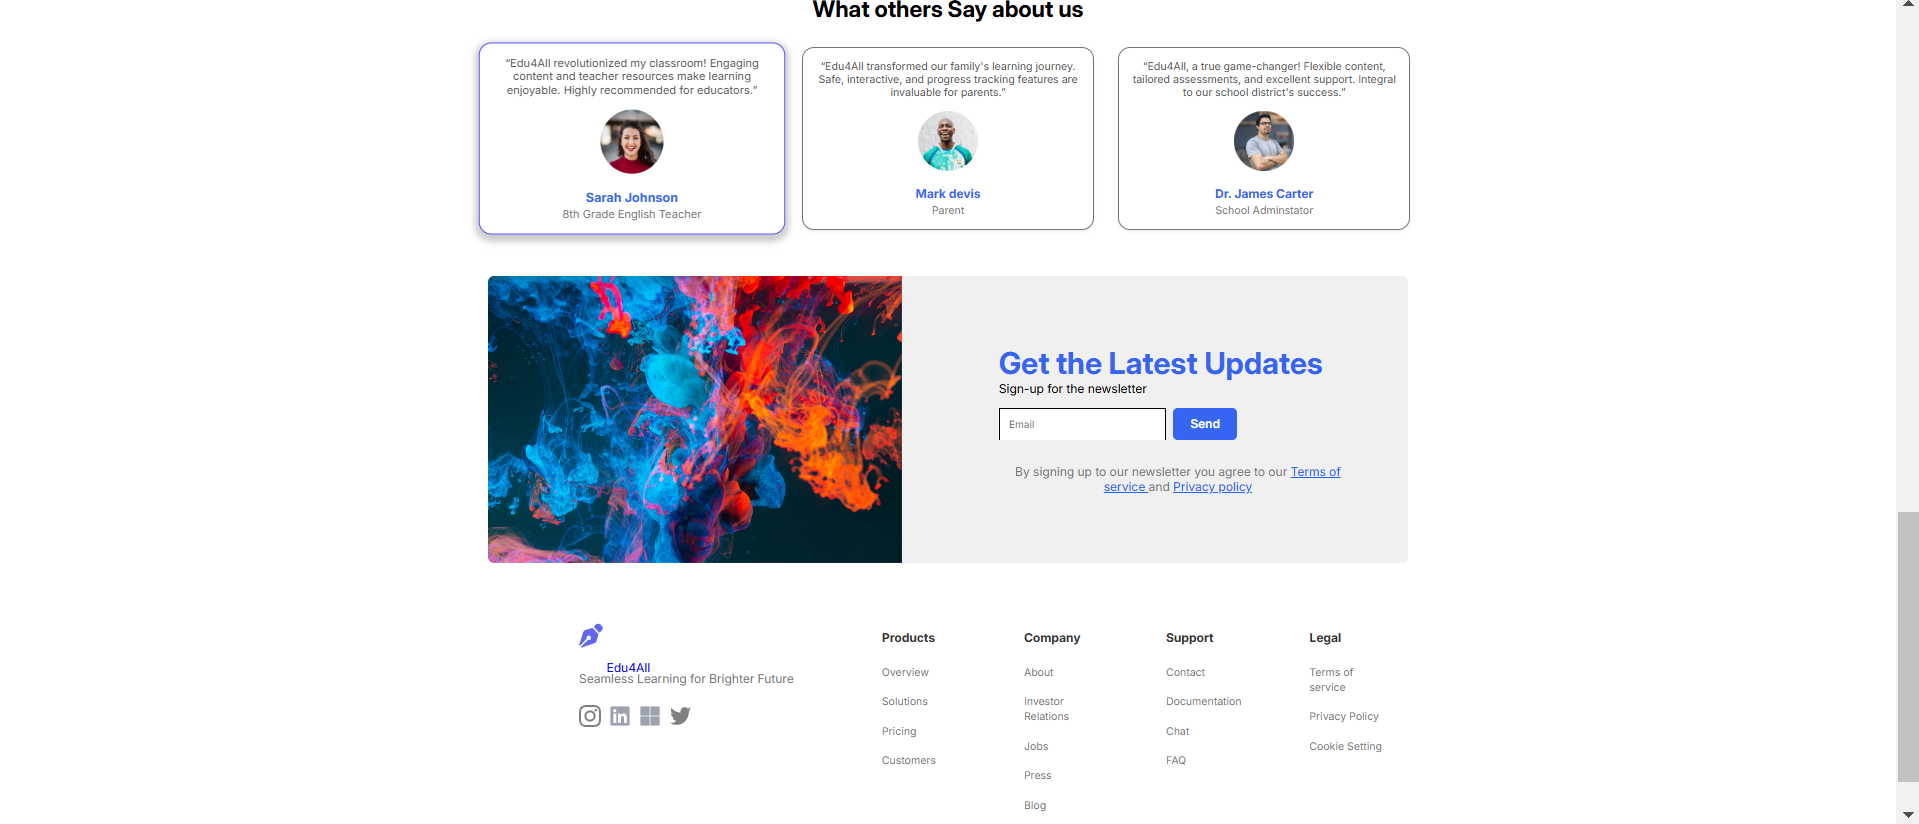 What others Say about us
“Edu4All revolutionized my classroom! Engaging
content and teacher resources make learning
enjoyable. Highly recommended for educators.”
Sarah Johnson
8th Grade English Teacher
“Edu4All transformed our family's learning journey.
Safe, interactive, and progress tracking features are
invaluable for parents.”
Mark devis
Parent
“Edu4All, a true game-changer! Flexible content,
tailored assessments, and excellent support. Integral
to our school district's success.”
Dr. James Carter
School Adminstator
Get the Latest Updates
Sign-up for the newsletter
Email
Send
By signing up to our newsletter you agree to our Terms of
service and Privacy policy
Edu4All
Seamless Learning for Brighter Future
Products
Overview
Solutions
Pricing
Customers
Company
About
Investor
Relations
Jobs
Press
Blog
Support
Contact
Documentation
Chat
FAQ
Legal
Terms of
service
Privacy Policy
Cookie Setting